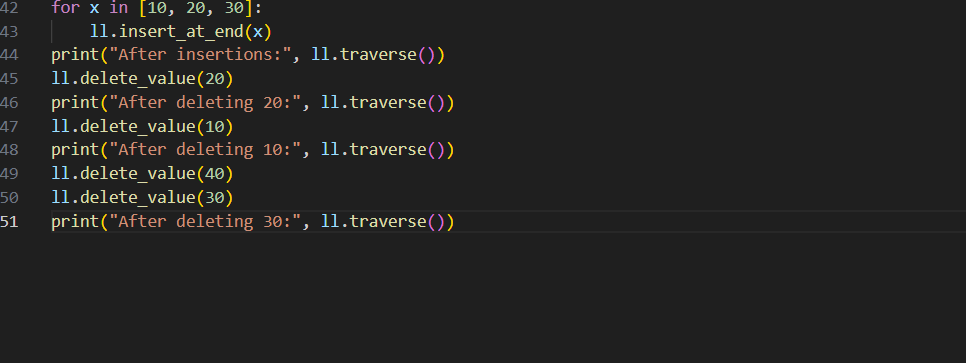 42 for x in [10, 20, 30]:
43     ll.insert_at_end(x)
44 print("After insertions:", ll.traverse())
45 ll.delete_value(20)
46 print("After deleting 20:", ll.traverse())
47 ll.delete_value(10)
48 print("After deleting 10:", ll.traverse())
49 ll.delete_value(40)
50 ll.delete_value(30)
51 print("After deleting 30:", ll.traverse())